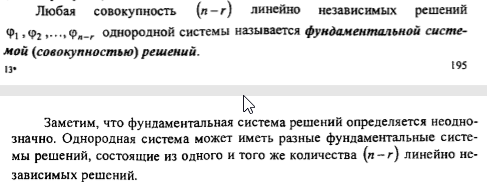 Любая совокупность (n−r) линейно независимых решений
φ₁, φ₂, ..., φₙ₋ᵣ однородной системы называется фундаментальной систе-
мой (совокупностью) решений.
13* 195
Заметим, что фундаментальная система решений определяется неодно-
значно. Однородная система может иметь разные фундаментальные систе-
мы решений, состоящие из одного и того же количества (n−r) линейно не-
зависимых решений.